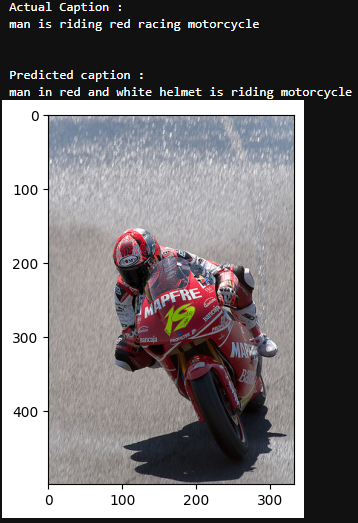 Actual Caption :
man is riding red racing motorcycle
Predicted caption :
man in red and white helmet is riding motorcycle
0
100
200
300
400
MAPFRE
19
0
100
200
300